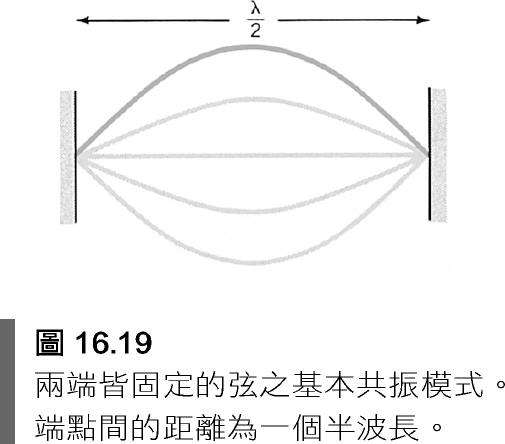 λ
2
圖 16.19
兩端皆固定的弦之基本共振模式。
端點間的距離為一個半波長。